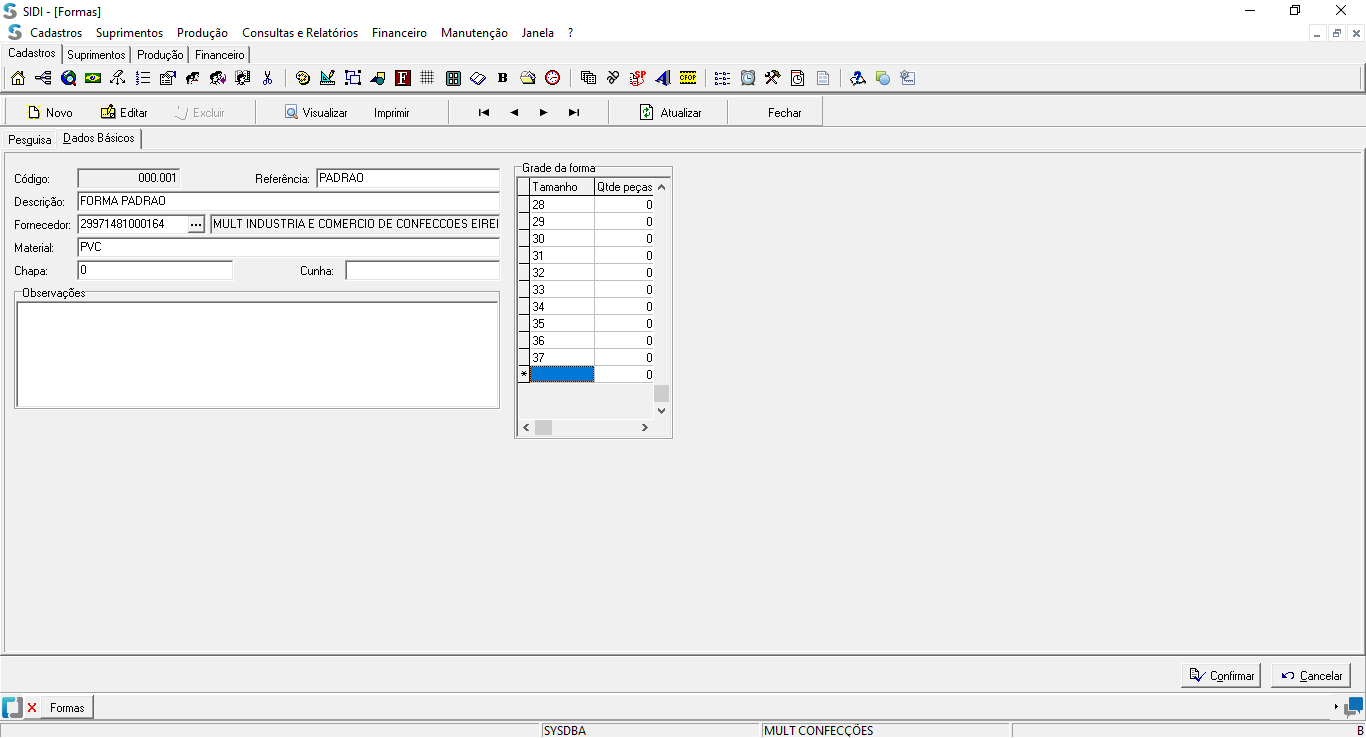 SIDI - [Formas]
Cadastros Suprimentos Produção Consultas e Relatórios Financeiro Manutenção Janela ?
Cadastros Suprimentos Produção Financeiro
F B SP CFOP
Novo Editar Excluir Visualizar Imprimir Atualizar Fechar
Pesquisa Dados Básicos
Código: 000.001 Referência: PADRAO
Descrição: FORMA PADRAO
Fornecedor: 29971481000164 ... MULT INDUSTRIA E COMERCIO DE CONFECCOES EIREI
Material: PVC
Chapa: 0 Cunha:
Observações
Grade da forma
Tamanho Qtde peças
28 0
29 0
30 0
31 0
32 0
33 0
34 0
35 0
36 0
37 0
* 0
Confirmar Cancelar
Formas
SYSDBA MULT CONFECÇÕES B